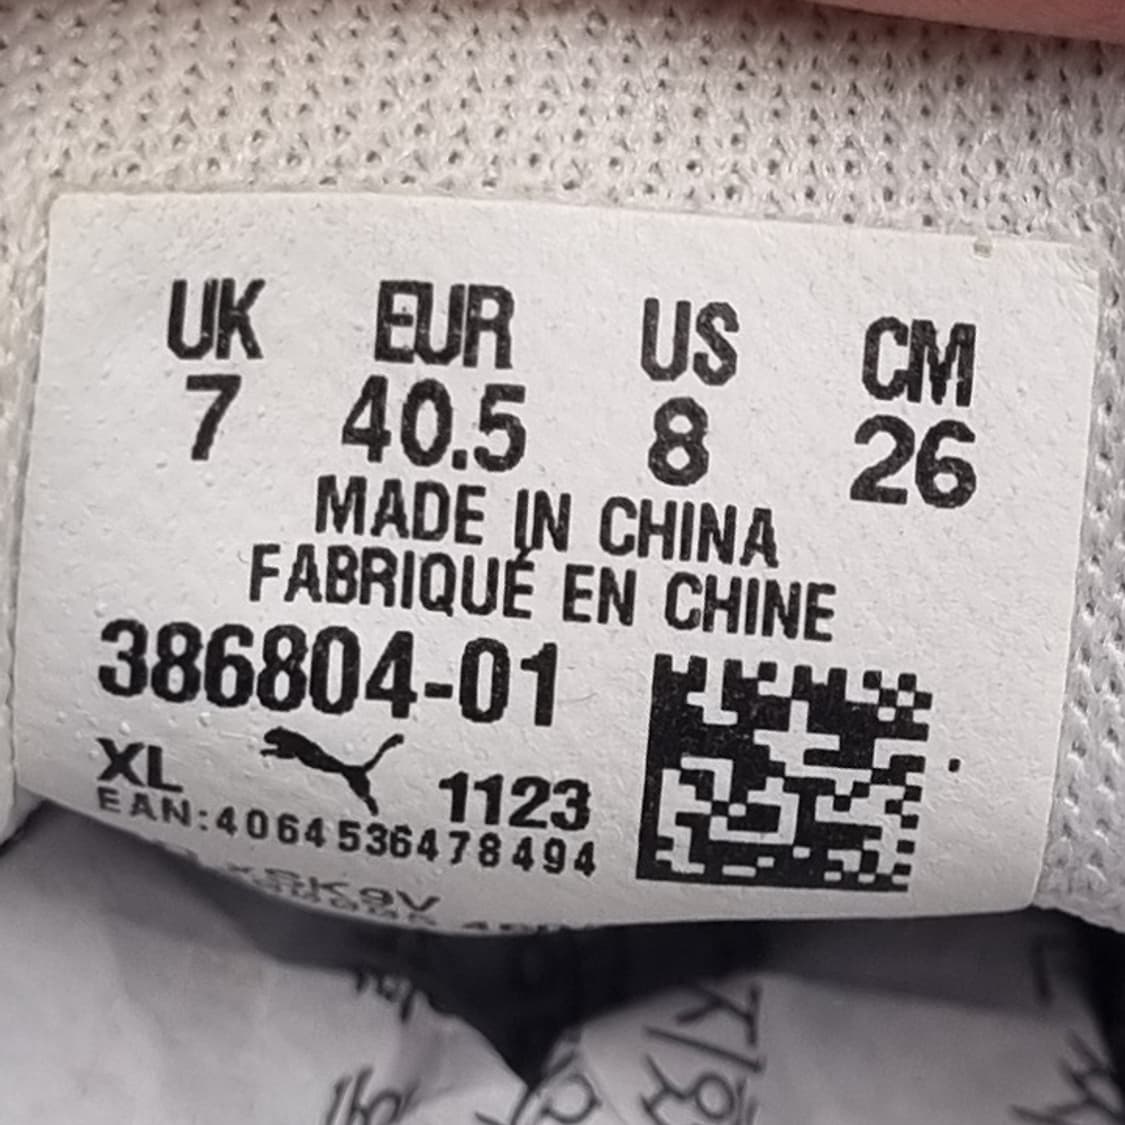 UK EUR US CM
7 40.5 8 26
MADE IN CHINA
FABRIQUÉ EN CHINE
386804-01
XL 1123
EAN:4064536478494